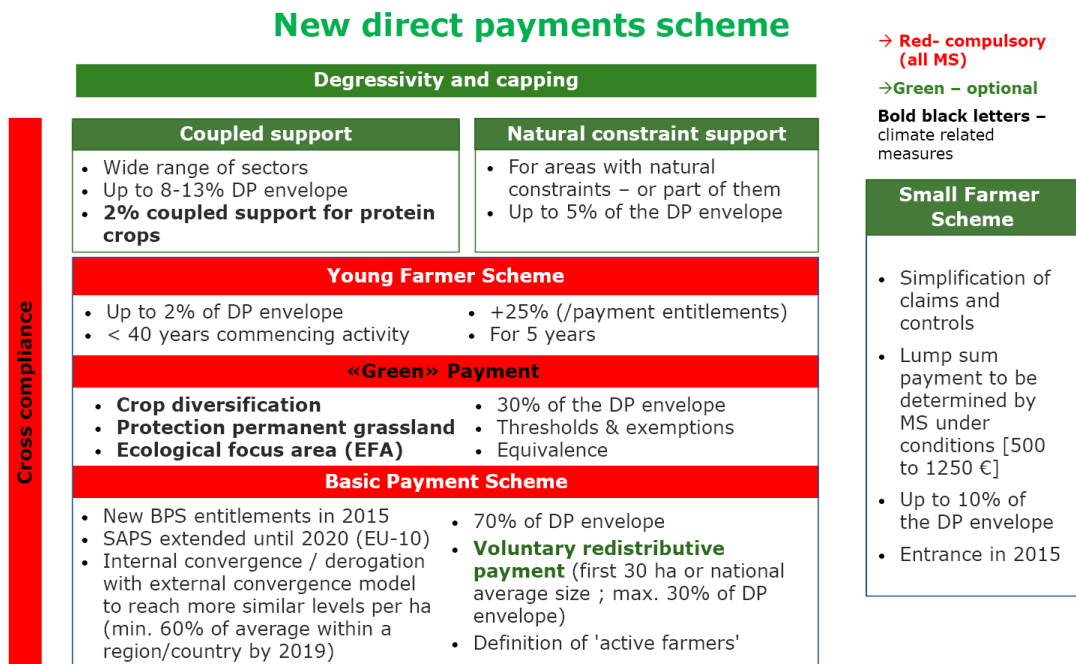 New direct payments scheme
→ Red- compulsory
(all MS)
→Green – optional
Bold black letters –
climate related
measures
Degressivity and capping
Cross compliance
Coupled support
• Wide range of sectors
• Up to 8-13% DP envelope
• 2% coupled support for protein
crops
Natural constraint support
• For areas with natural
constraints – or part of them
• Up to 5% of the DP envelope
Young Farmer Scheme
• Up to 2% of DP envelope
• < 40 years commencing activity
• +25% (/payment entitlements)
• For 5 years
«Green» Payment
• Crop diversification
• Protection permanent grassland
• Ecological focus area (EFA)
• 30% of the DP envelope
• Thresholds & exemptions
• Equivalence
Basic Payment Scheme
• New BPS entitlements in 2015
• SAPS extended until 2020 (EU-10)
• Internal convergence / derogation
with external convergence model
to reach more similar levels per ha
(min. 60% of average within a
region/country by 2019)
• 70% of DP envelope
• Voluntary redistributive
payment (first 30 ha or national
average size ; max. 30% of DP
envelope)
• Definition of 'active farmers'
Small Farmer
Scheme
• Simplification of
claims and
controls
• Lump sum
payment to be
determined by
MS under
conditions [500
to 1250 €]
• Up to 10% of
the DP envelope
• Entrance in 2015